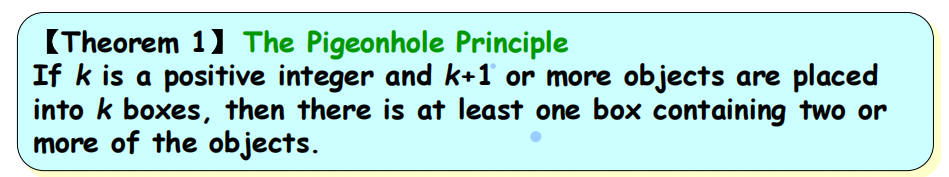 【Theorem 1】 The Pigeonhole Principle
If k is a positive integer and k+1 or more objects are placed
into k boxes, then there is at least one box containing two or
more of the objects.